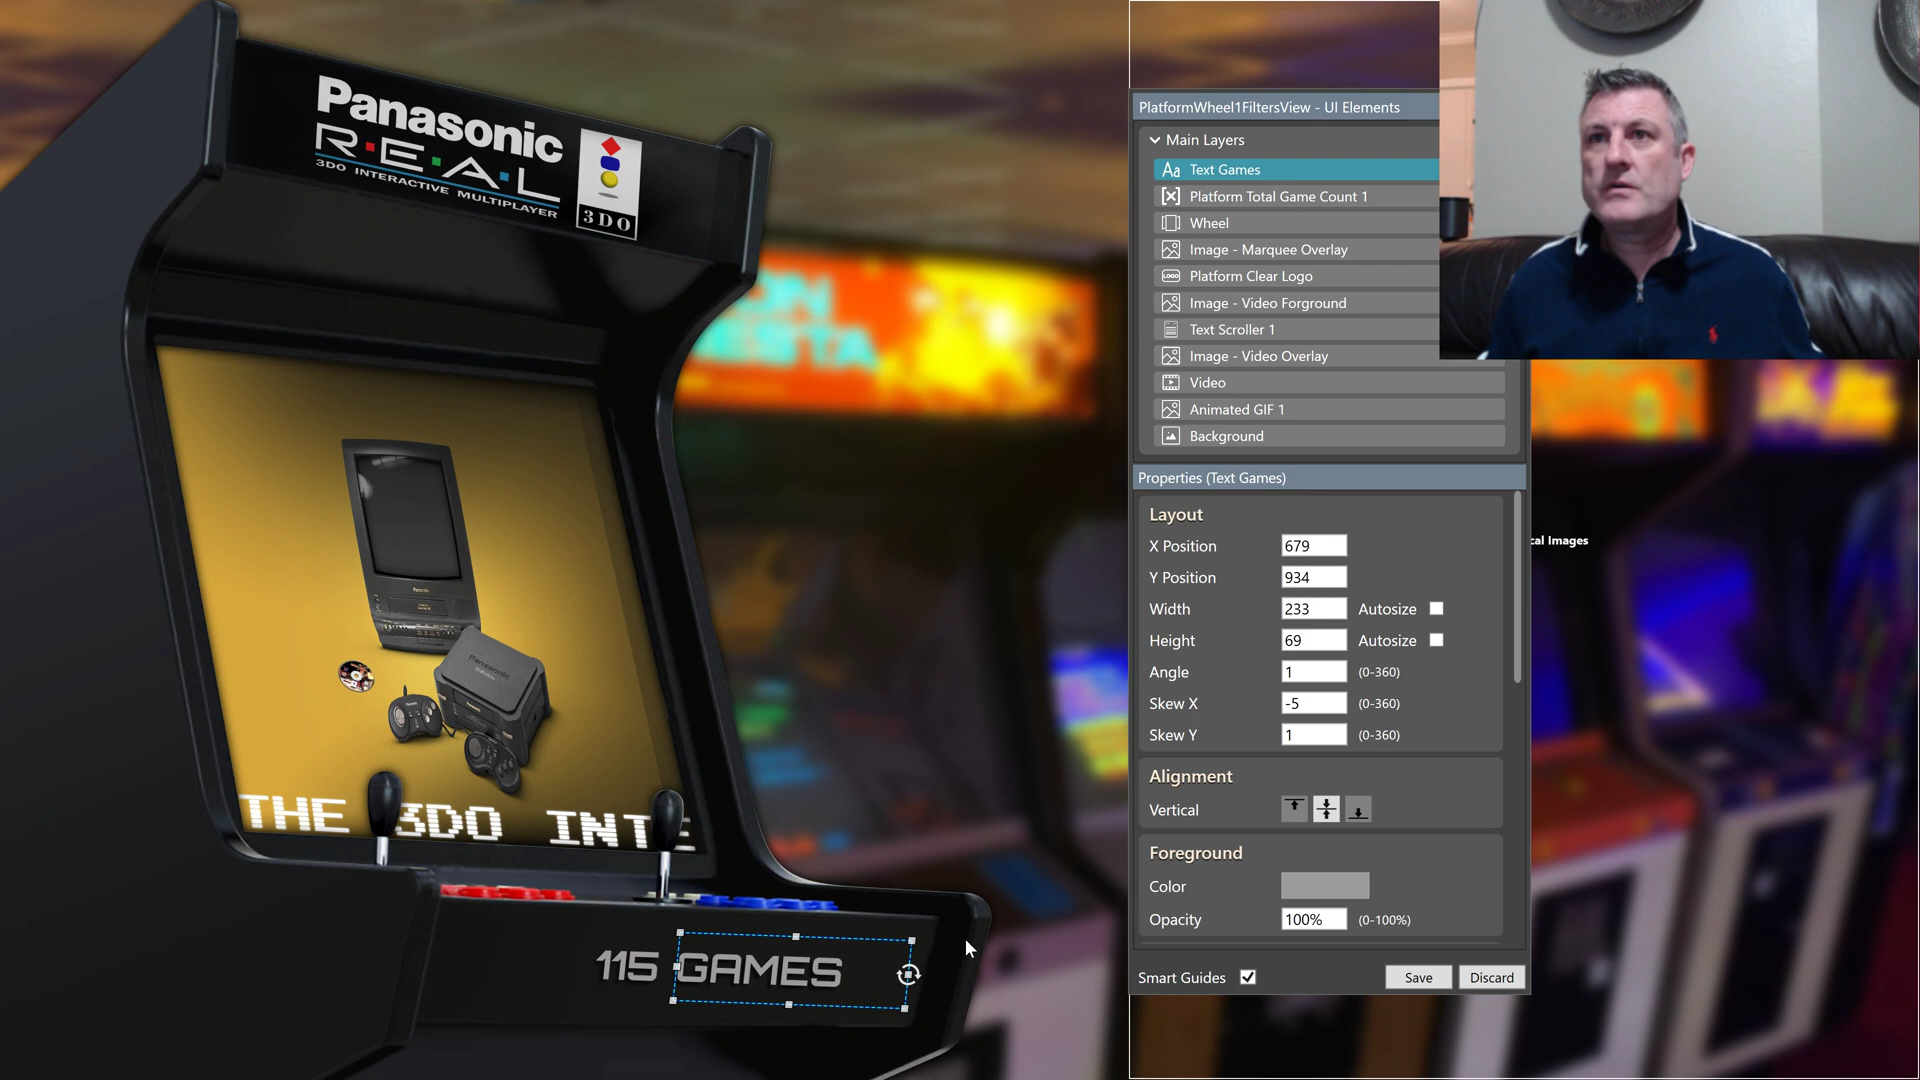 Panasonic
R.E.A.L
3DO INTERACTIVE MULTIPLAYER
3DO
THE 3DO INTE
115 GAMES
PlatformWheel1FiltersView - UI Elements
Main Layers
Aa Text Games
[x] Platform Total Game Count 1
Wheel
Image - Marquee Overlay
LOGO Platform Clear Logo
Image - Video Forground
Text Scroller 1
Image - Video Overlay
Video
Animated GIF 1
Background
Properties (Text Games)
Layout
X Position 679
Y Position 934
Width 233 Autosize
Height 69 Autosize
Angle 1 (0-360)
Skew X -5 (0-360)
Skew Y 1 (0-360)
Alignment
Vertical
Foreground
Color
Opacity 100% (0-100%)
Smart Guides Save Discard
cal Images